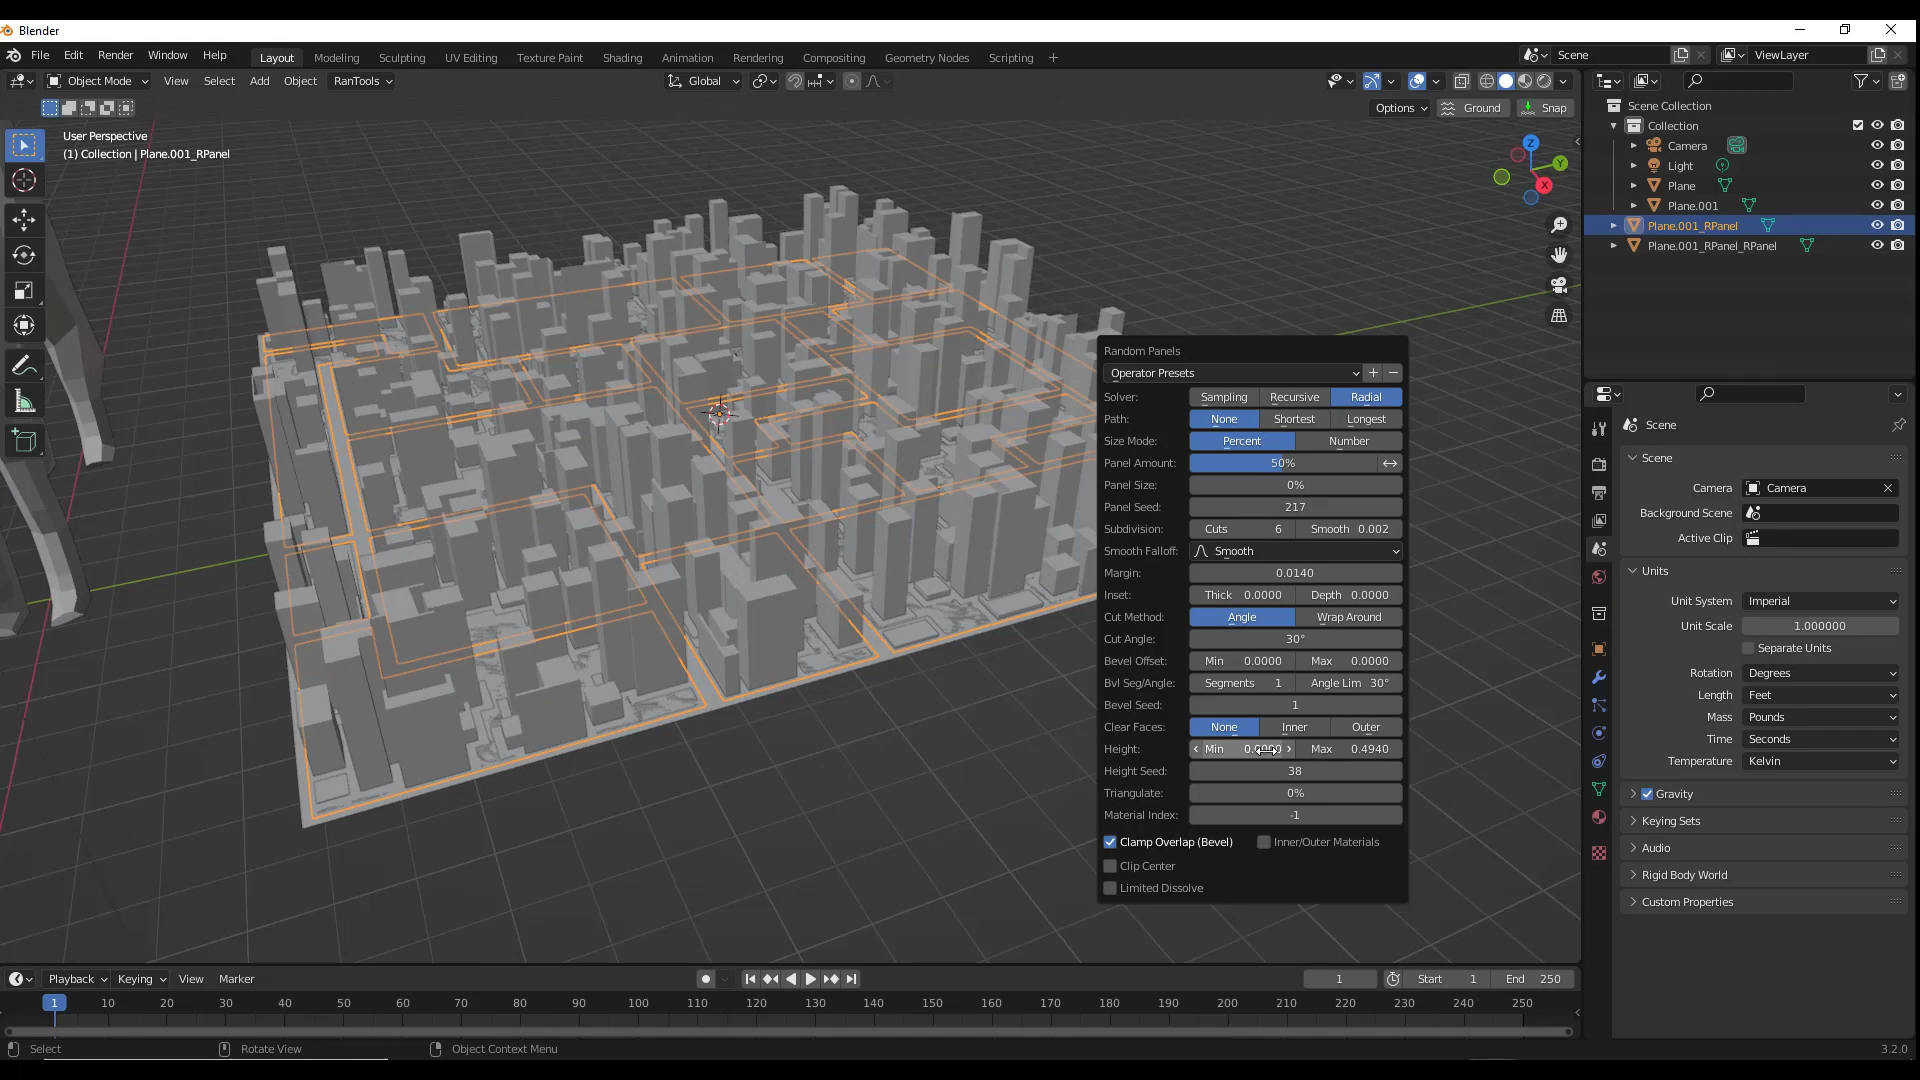 Blender
File Edit Render Window Help
Layout Modeling Sculpting UV Editing Texture Paint Shading Animation Rendering Compositing Geometry Nodes Scripting +
Scene
ViewLayer
Object Mode View Select Add Object RanTools
Global
Options Ground Snap
User Perspective
(1) Collection | Plane.001_RPanel
Z
Y
X
Scene Collection
Collection
Camera
Light
Plane
Plane.001
Plane.001_RPanel
Plane.001_RPanel_RPanel
Random Panels
Operator Presets
Solver: Sampling Recursive Radial
Path: None Shortest Longest
Size Mode: Percent Number
Panel Amount: 50%
Panel Size: 0%
Panel Seed: 217
Subdivision: Cuts 6 Smooth 0.002
Smooth Falloff: Smooth
Margin: 0.0140
Inset: Thick 0.0000 Depth 0.0000
Cut Method: Angle Wrap Around
Cut Angle: 30°
Bevel Offset: Min 0.0000 Max 0.0000
Bvl Seg/Angle: Segments 1 Angle Lim 30°
Bevel Seed: 1
Clear Faces: None Inner Outer
Height: Min 0.0000 Max 0.4940
Height Seed: 38
Triangulate: 0%
Material Index: -1
Clamp Overlap (Bevel) Inner/Outer Materials
Clip Center
Limited Dissolve
Scene
Scene
Camera Camera
Background Scene
Active Clip
Units
Unit System Imperial
Unit Scale 1.000000
Separate Units
Rotation Degrees
Length Feet
Mass Pounds
Time Seconds
Temperature Kelvin
Gravity
Keying Sets
Audio
Rigid Body World
Custom Properties
Playback Keying View Marker
1 Start 1 End 250
1 10 20 30 40 50 60 70 80 90 100 110 120 130 140 150 160 170 180 190 200 210 220 230 240 250
Select Rotate View Object Context Menu
3.2.0